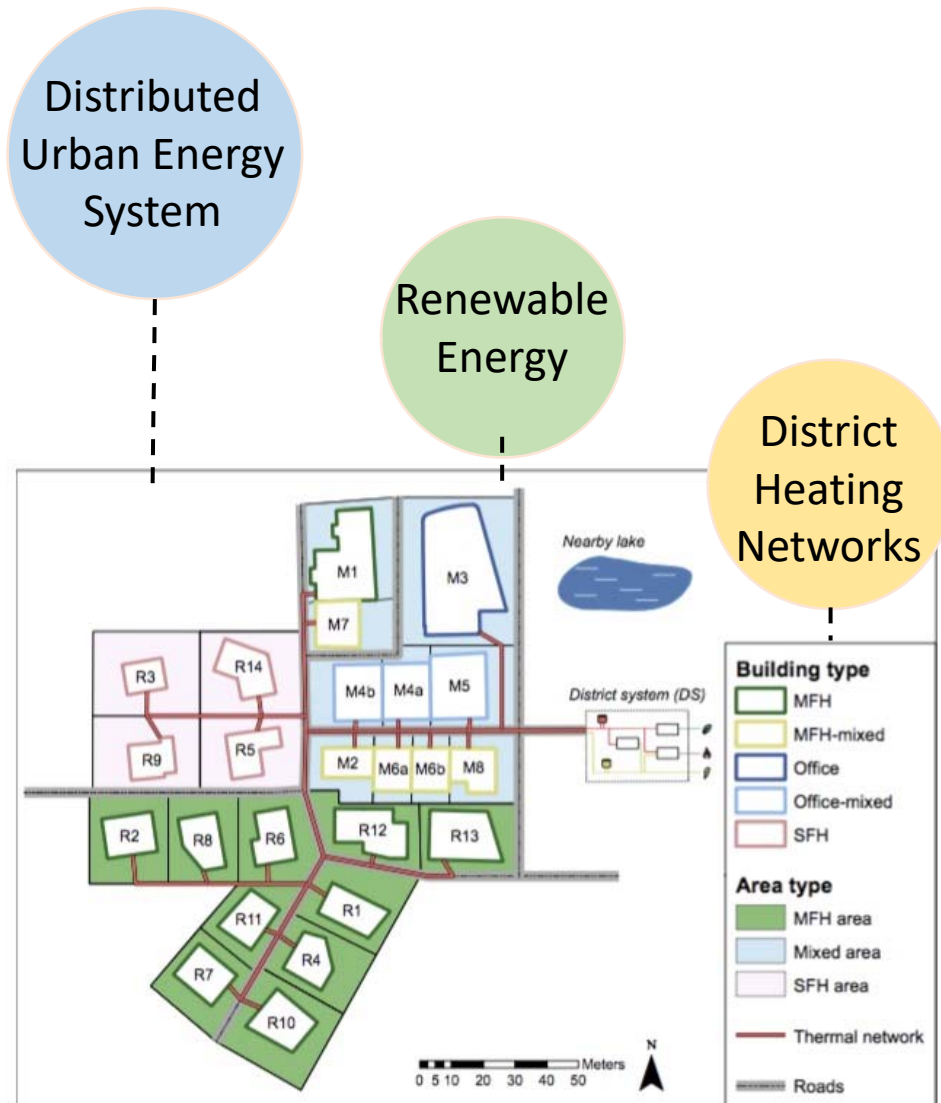 Distributed
Urban Energy
System
Renewable
Energy
District
Heating
Networks
Nearby lake
M1
M3
M7
R3
R14
M4b
M4a
M5
District system (DS)
R9
R5
M2
M6a
M6b
M8
R2
R8
R6
R12
R13
R11
R1
R4
R7
R10
Building type
MFH
MFH-mixed
Office
Office-mixed
SFH
Area type
MFH area
Mixed area
SFH area
Thermal network
Roads
N
Meters
0 5 10 20 30 40 50